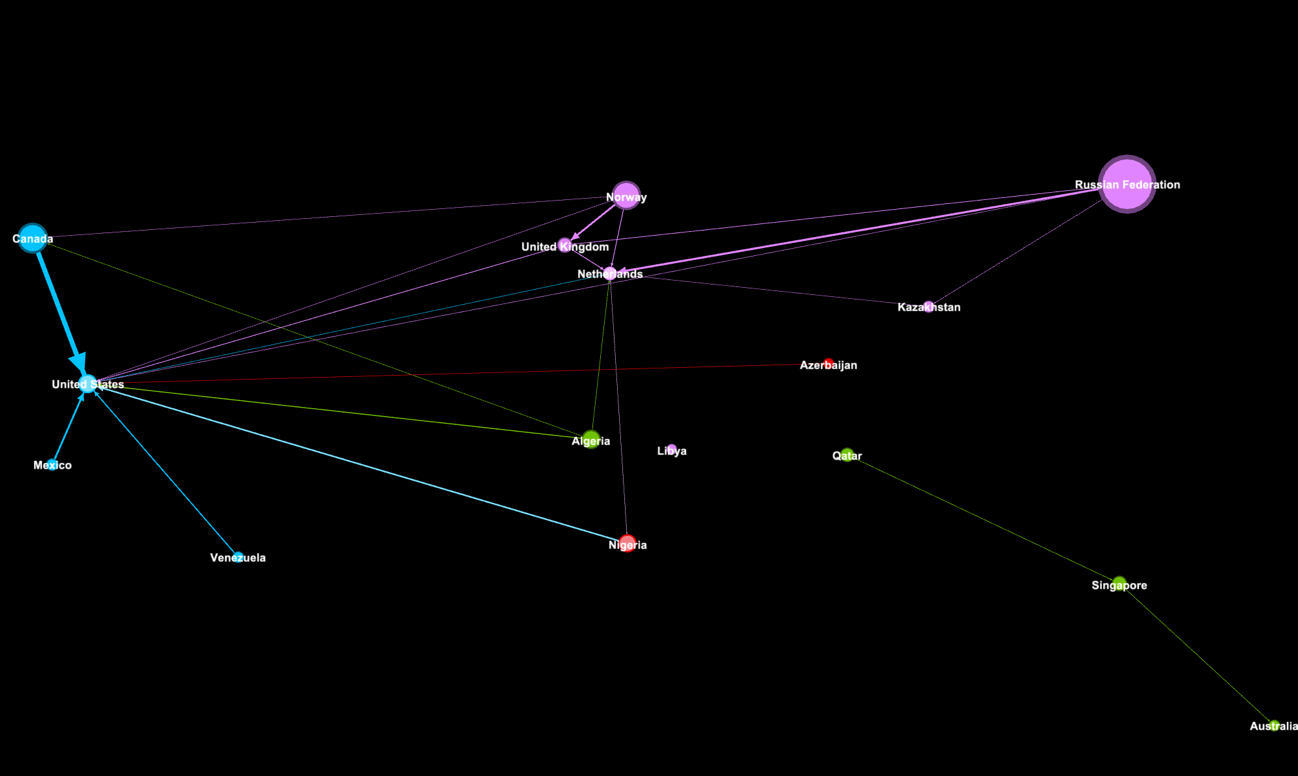 Russian Federation
Norway
Canada
United Kingdom
Netherlands
Kazakhstan
Azerbaijan
United States
Algeria
Libya
Qatar
Mexico
Nigeria
Venezuela
Singapore
Australia